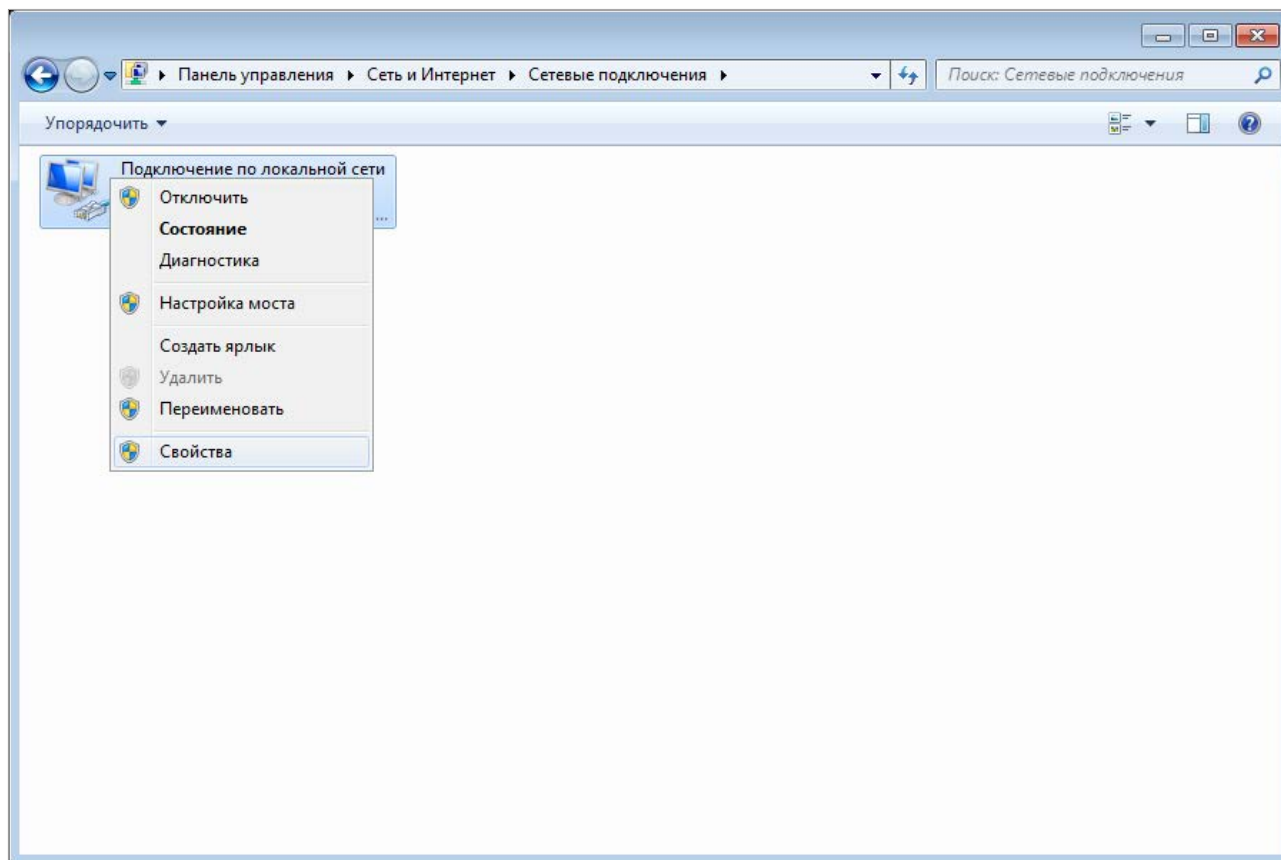 Панель управления Сеть и Интернет Сетевые подключения Поиск: Сетевые подключения
Упорядочить
Подключение по локальной сети
...
Отключить
Состояние
Диагностика
Настройка моста
Создать ярлык
Удалить
Переименовать
Свойства